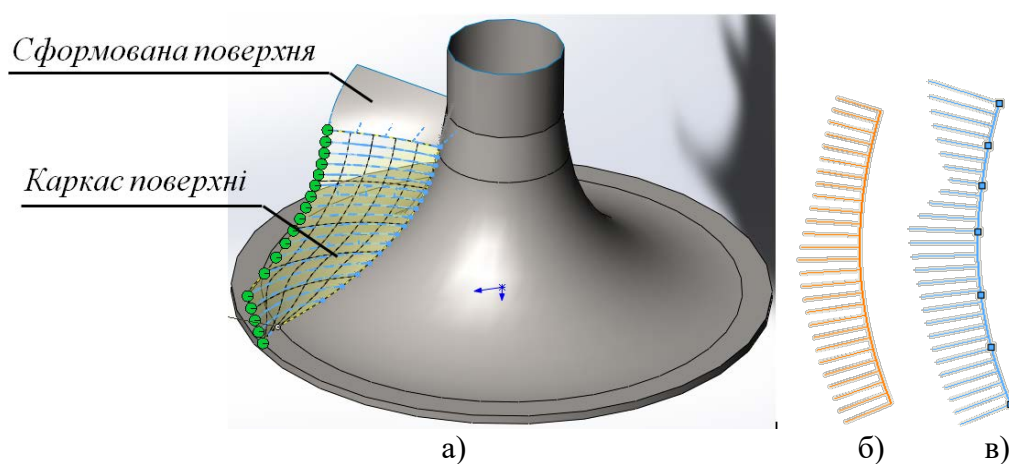 Сформована поверхня
Каркас поверхні
а)
б)
в)